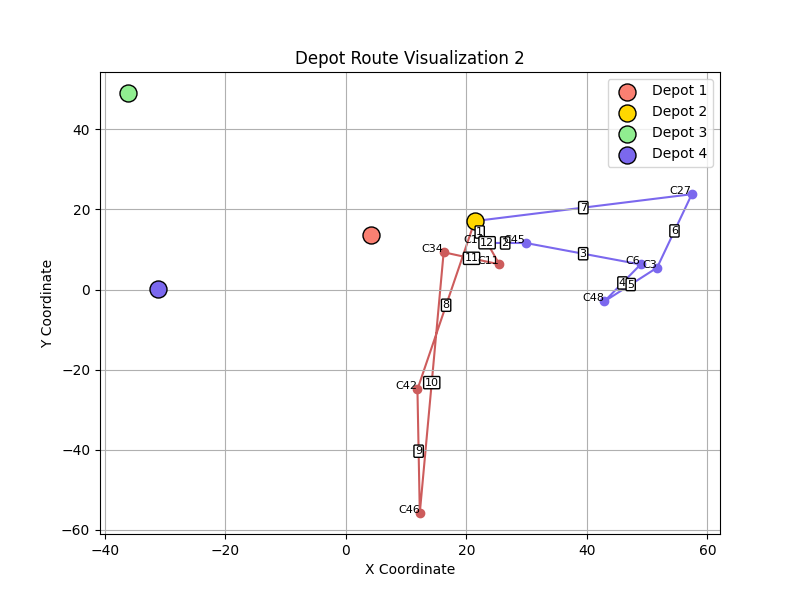 Depot Route Visualization 2
Depot 1
Depot 2
Depot 3
Depot 4
Y Coordinate
40
20
0
−20
−40
−60
−40
−20
0
20
40
60
X Coordinate
C27
7
6
1
12
2
C45
C34
11
C11
3
C6
C3
4
5
C48
8
C42
10
9
C46